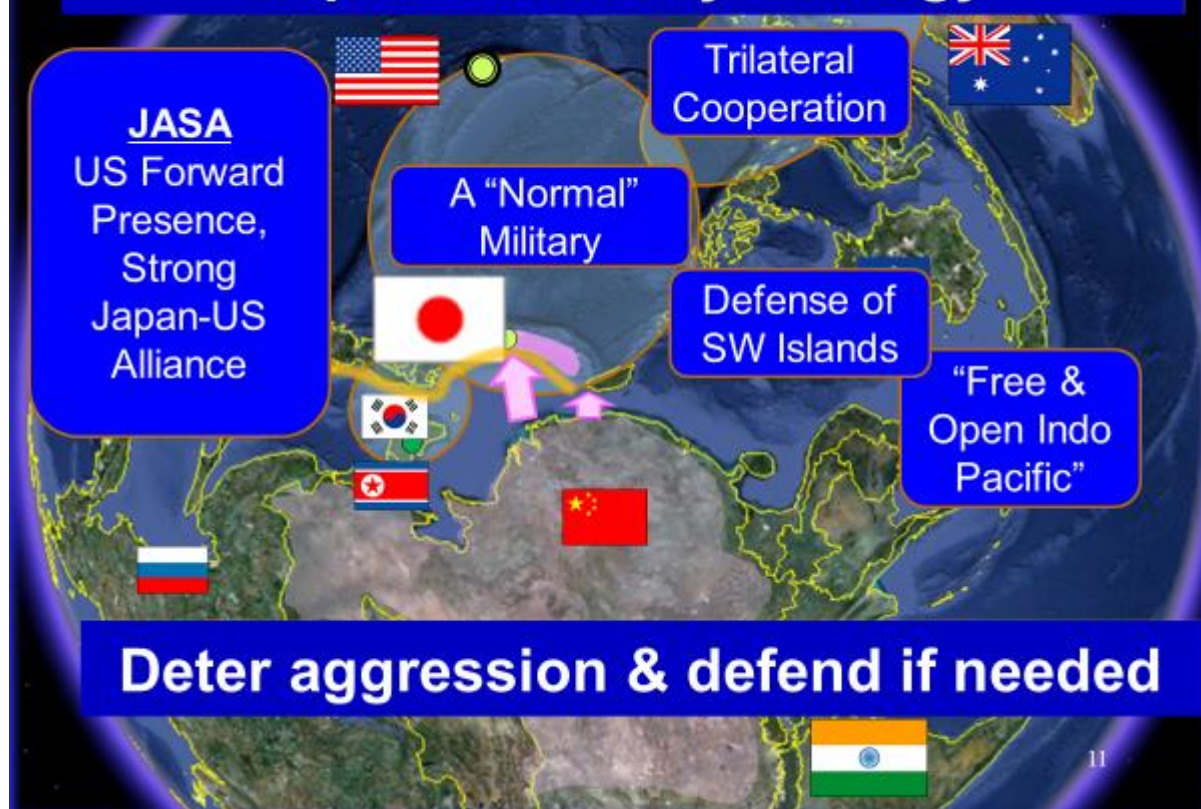 JASA
US Forward
Presence,
Strong
Japan-US
Alliance
Trilateral
Cooperation
A “Normal”
Military
Defense of
SW Islands
“Free &
Open Indo
Pacific”
Deter aggression & defend if needed
11